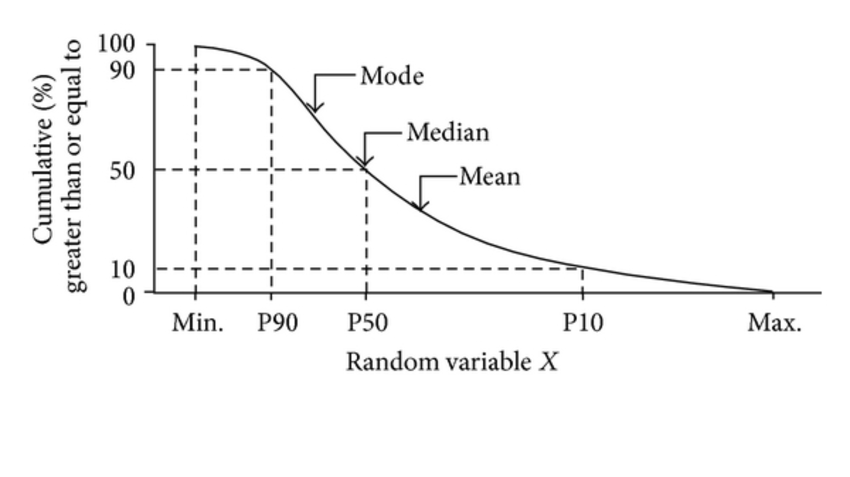 Cumulative (%)
greater than or equal to
100
90
50
10
0
Mode
Median
Mean
Min.
P90
P50
P10
Max.
Random variable X